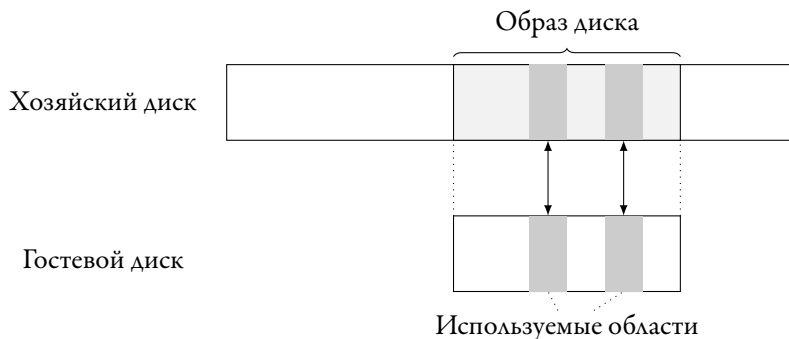 Образ диска
Хозяйский диск
Гостевой диск
Используемые области